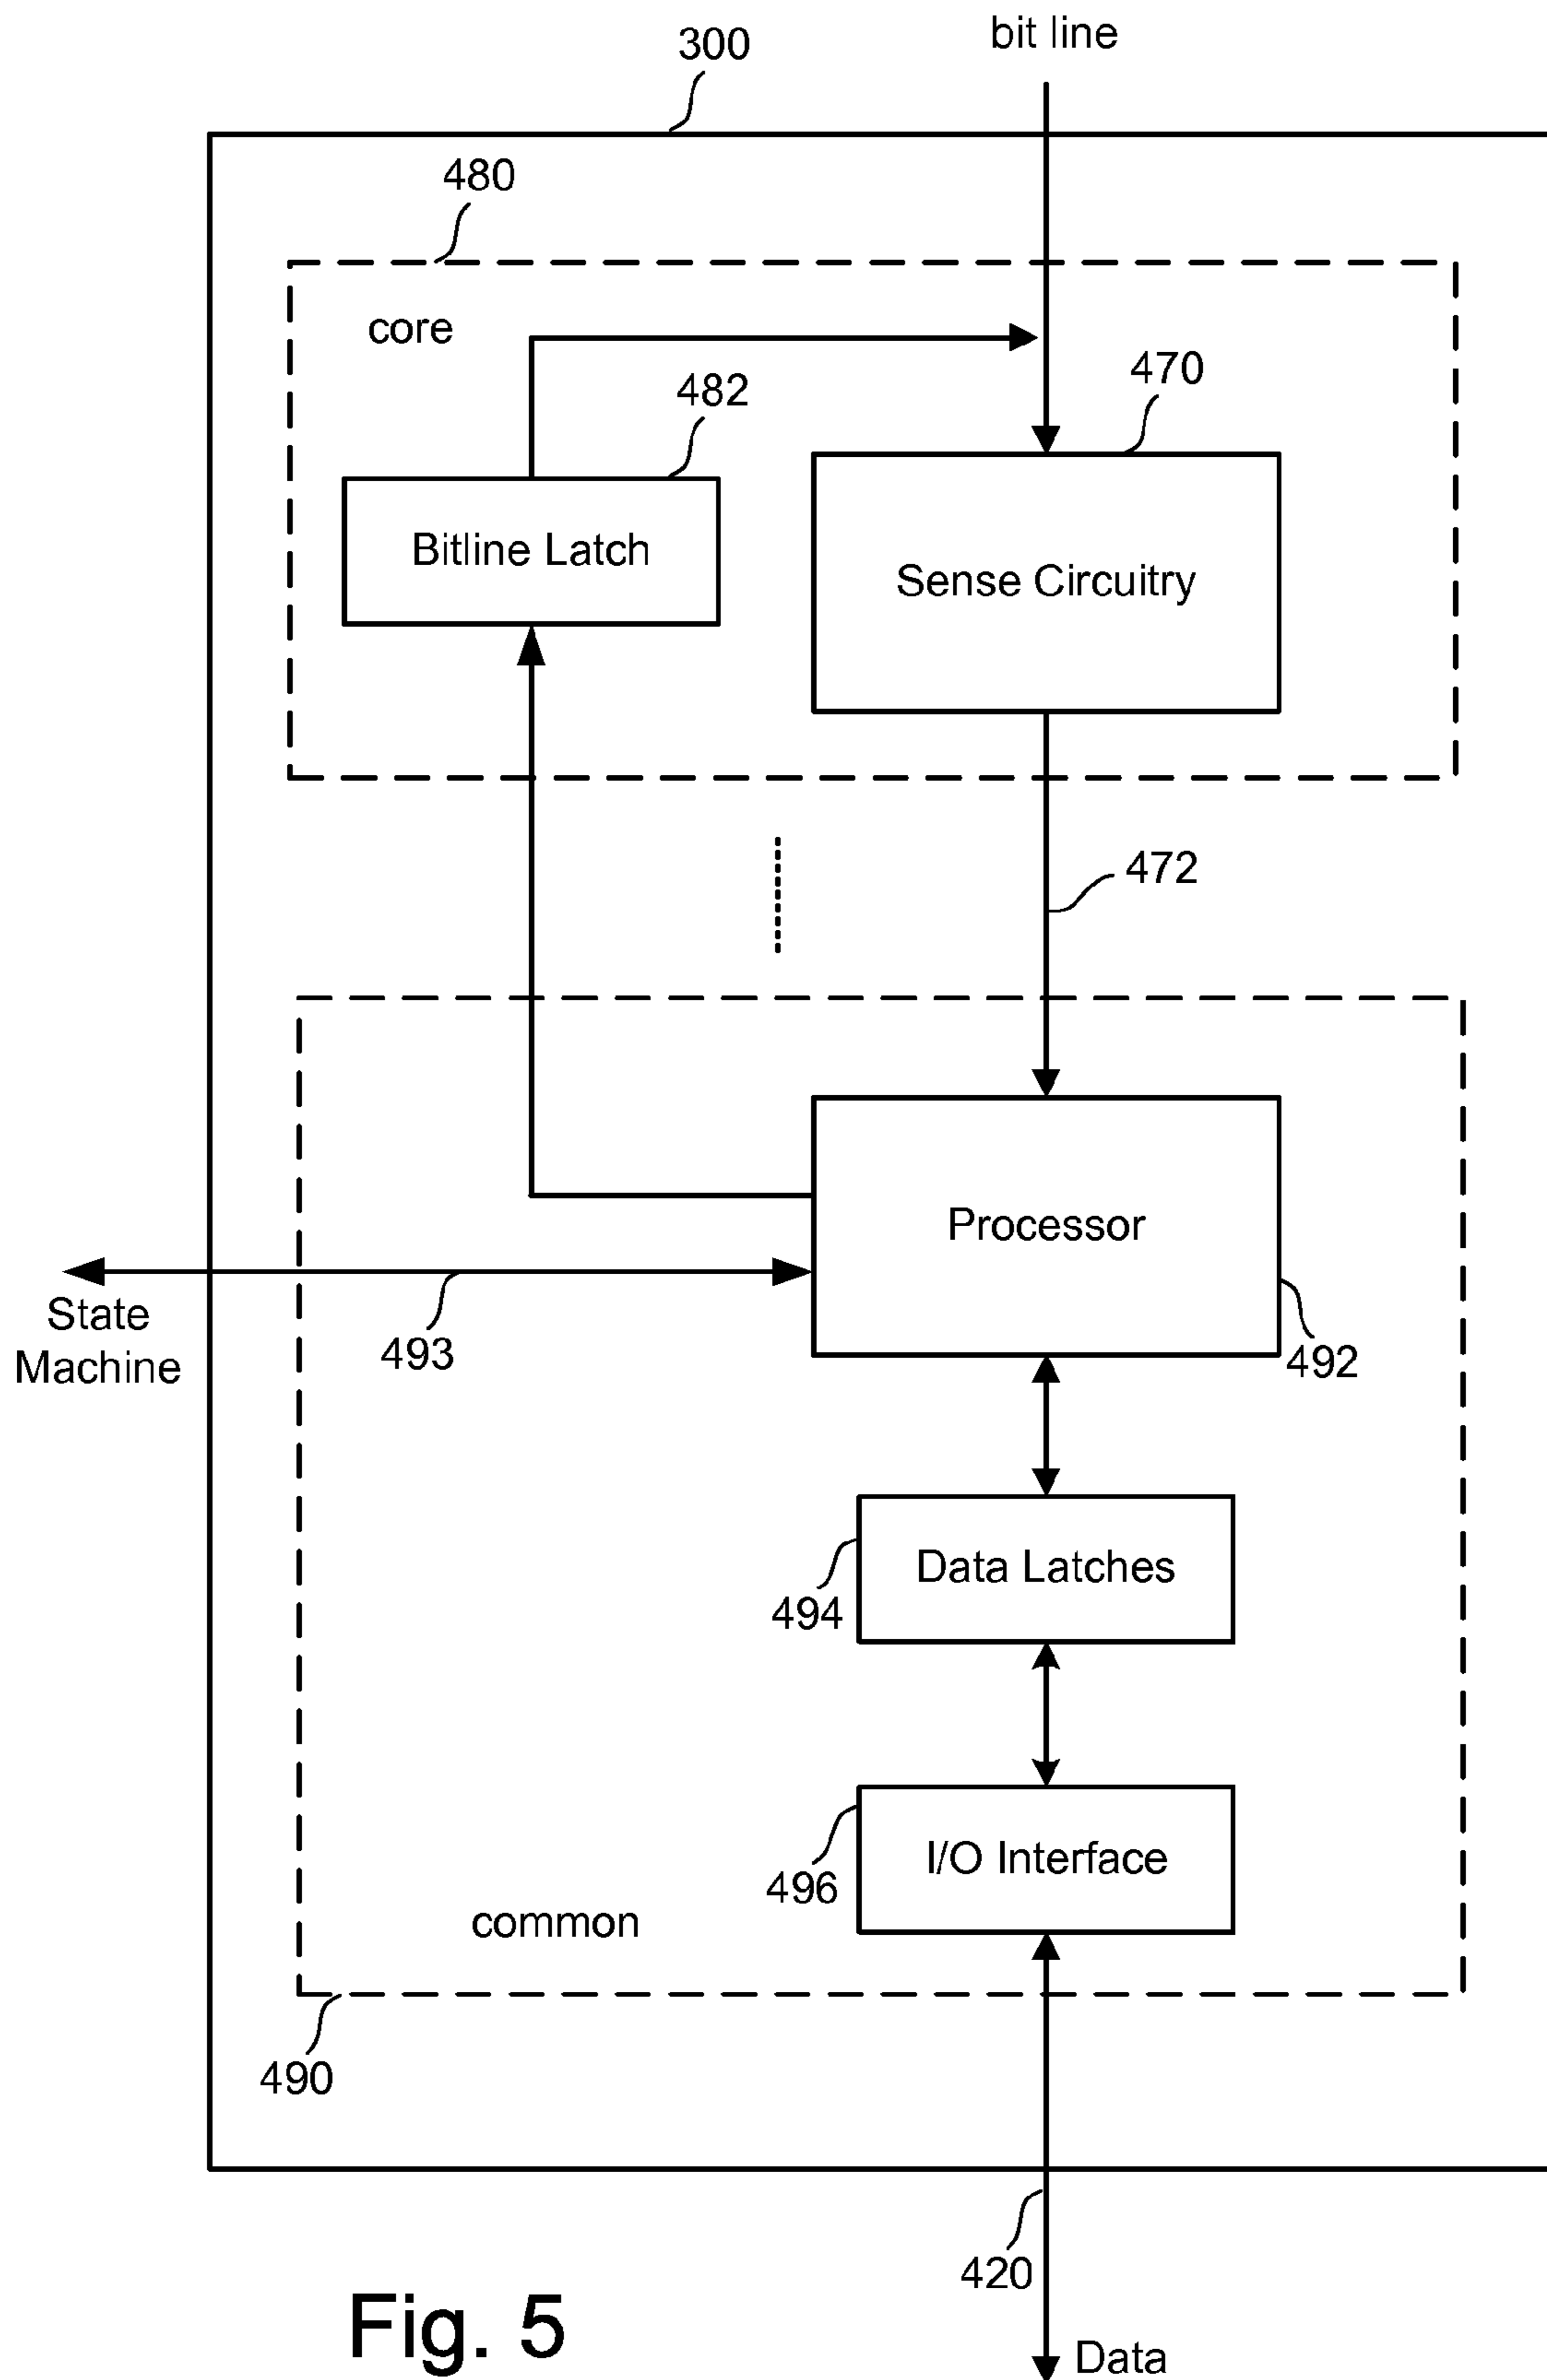 bit line
300
480
core
470
482
Bitline Latch
Sense Circuitry
472
Processor
State
Machine
493
492
Data Latches
494
I/O Interface
496
common
490
420
Fig. 5
Data